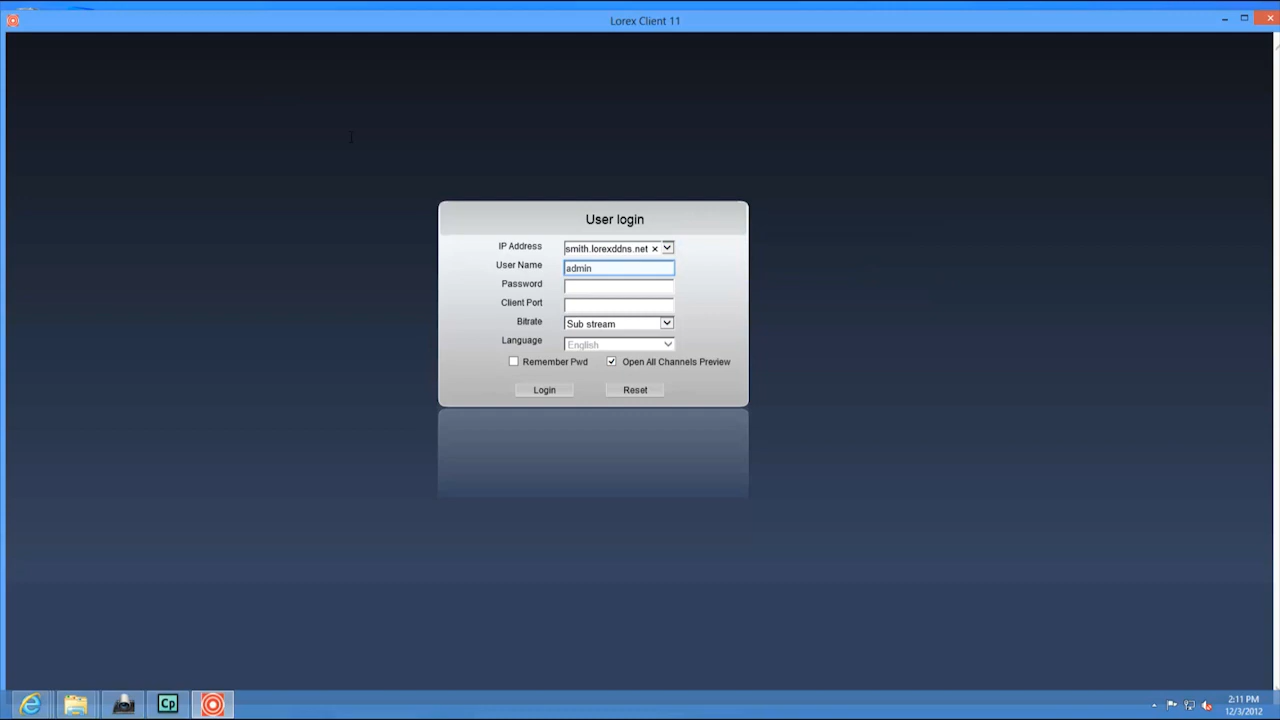 Lorex Client 11
User login
IP Address smith.lorexddns.net ×
User Name admin
Password
Client Port
Bitrate Sub stream
Language English
Remember Pwd Open All Channels Preview
Login Reset
Cp
2:11 PM
12/3/2012